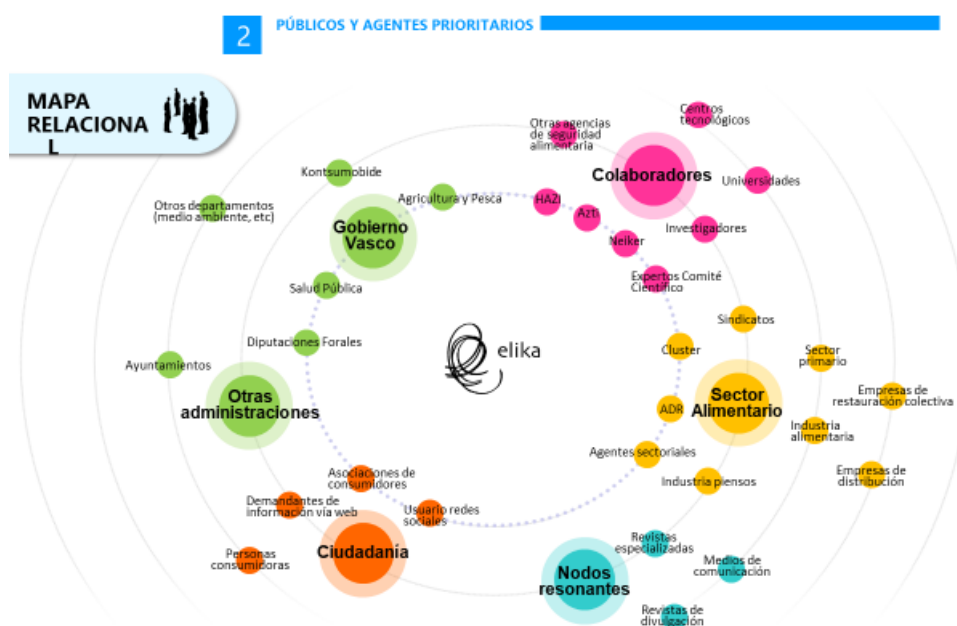 2
PÚBLICOS Y AGENTES PRIORITARIOS
MAPA
RELACIONA
L
Otras agencias
de seguridad
alimentaria
Centros
tecnológicos
Colaboradores
Universidades
Investigadores
Kontsumobide
Agricultura y Pesca
HAZI
Azti
Neiker
Expertos Comité
Científico
Otros departamentos
(medio ambiente, etc)
Gobierno
Vasco
Salud Pública
Diputaciones Forales
Ayuntamientos
Otras
administraciones
elika
Sindicatos
Cluster
Sector
primario
Sector
Alimentario
ADR
Empresas de
restauración colectiva
Industria
alimentaria
Agentes sectoriales
Industria piensos
Empresas de
distribución
Asociaciones de
consumidores
Demandantes de
información vía web
Usuario redes
sociales
Ciudadanía
Personas
consumidoras
Revistas
especializadas
Nodos
resonantes
Medios de
comunicación
Revistas de
divulgación